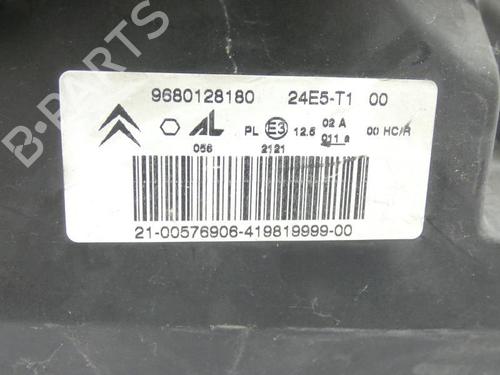 B-PARTS
9680128180 24E5-T1 00
AL PL E3 12.5 02 A 00 HC/R
011 a
056 2121
21-00576906-419819999-00